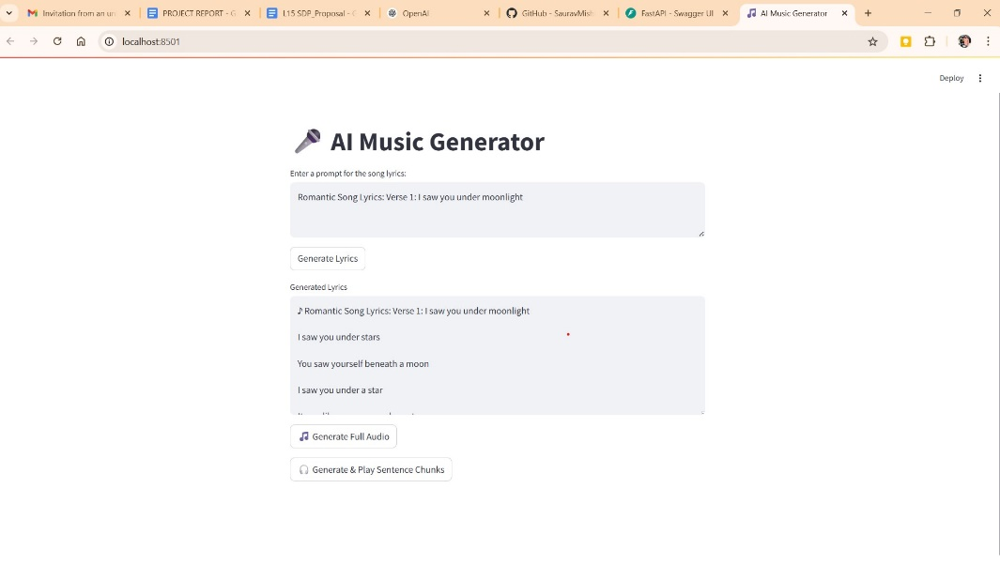 Invitation from an un
PROJECT REPORT - G
L15 SDP_Proposal - G
OpenAI
GitHub - SauravMish
FastAPI - Swagger UI
AI Music Generator
localhost:8501
Deploy
AI Music Generator
Enter a prompt for the song lyrics:
Romantic Song Lyrics: Verse 1: I saw you under moonlight
Generate Lyrics
Generated Lyrics
♪ Romantic Song Lyrics: Verse 1: I saw you under moonlight
I saw you under stars
You saw yourself beneath a moon
I saw you under a star
Generate Full Audio
Generate & Play Sentence Chunks